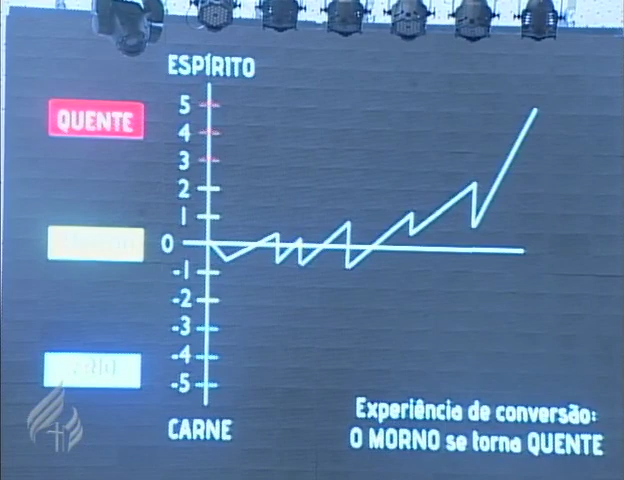 ESPÍRITO
QUENTE
5
4
3
2
1
0
-1
-2
-3
-4
-5
CARNE
Experiência de conversão:
O MORNO se torna QUENTE